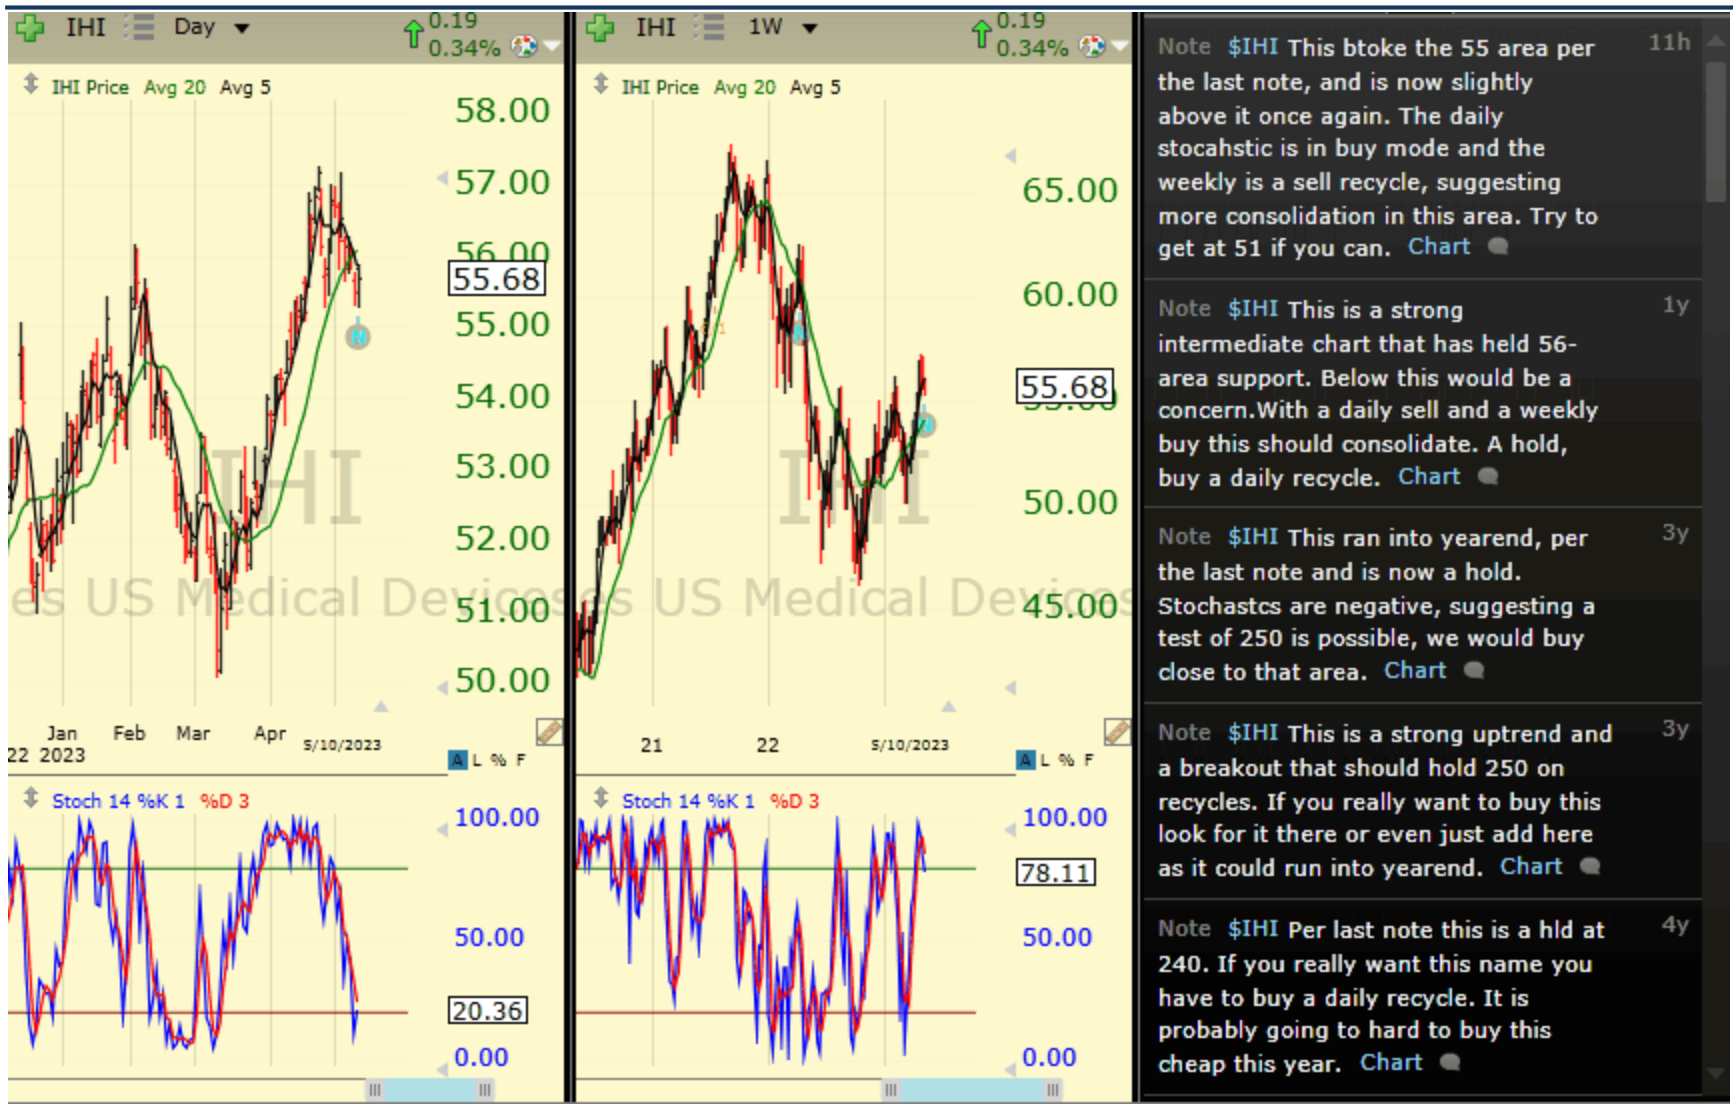 IHI Day
0.19
0.34%
IHI Price Avg 20 Avg 5
58.00
57.00
56.00
55.68
55.00
54.00
53.00
52.00
51.00
50.00
IHI
es US Medical Devices
Jan Feb Mar Apr 5/10/2023
22 2023
A L % F
Stoch 14 %K 1 %D 3
100.00
50.00
20.36
0.00
IHI 1W
0.19
0.34%
IHI Price Avg 20 Avg 5
65.00
60.00
55.68
55.00
50.00
45.00
N
IHI
es US Medical Devices
21 22 5/10/2023
A L % F
Stoch 14 %K 1 %D 3
100.00
78.11
50.00
0.00
Note $IHI This btoke the 55 area per 11h
the last note, and is now slightly
above it once again. The daily
stocahstic is in buy mode and the
weekly is a sell recycle, suggesting
more consolidation in this area. Try to
get at 51 if you can. Chart
Note $IHI This is a strong 1y
intermediate chart that has held 56-
area support. Below this would be a
concern.With a daily sell and a weekly
buy this should consolidate. A hold,
buy a daily recycle. Chart
Note $IHI This ran into yearend, per 3y
the last note and is now a hold.
Stochastcs are negative, suggesting a
test of 250 is possible, we would buy
close to that area. Chart
Note $IHI This is a strong uptrend and 3y
a breakout that should hold 250 on
recycles. If you really want to buy this
look for it there or even just add here
as it could run into yearend. Chart
Note $IHI Per last note this is a hld at 4y
240. If you really want this name you
have to buy a daily recycle. It is
probably going to hard to buy this
cheap this year. Chart